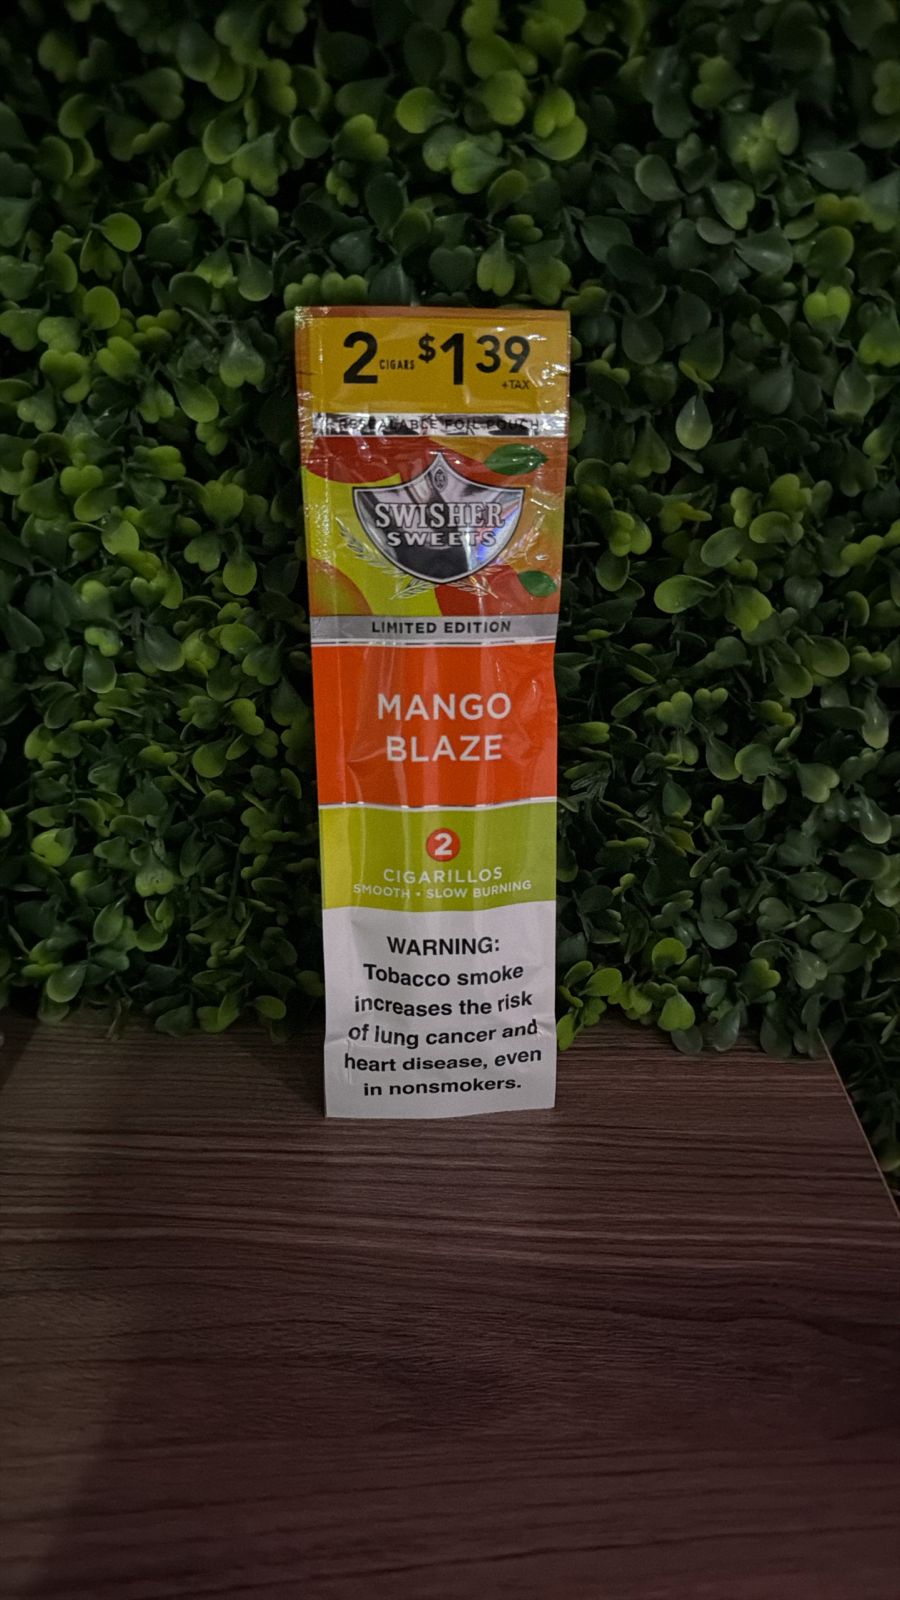 2 CIGARS $1.39
+TAX
RESEALABLE FOIL POUCH
SWISHER
SWEETS
LIMITED EDITION
MANGO
BLAZE
2
CIGARILLOS
SMOOTH • SLOW BURNING
WARNING:
Tobacco smoke
increases the risk
of lung cancer and
heart disease, even
in nonsmokers.